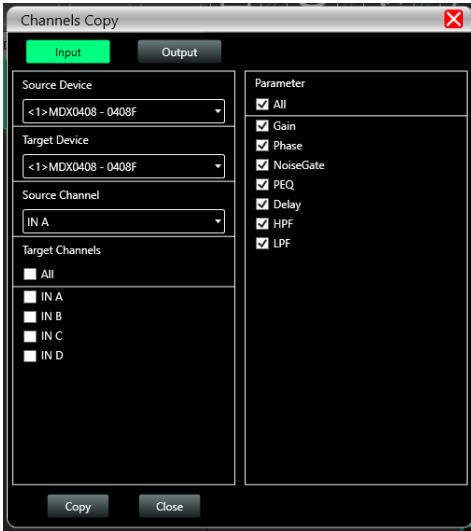 Channels Copy
Input
Output
Source Device
<1>MDX0408 - 0408F
Target Device
<1>MDX0408 - 0408F
Source Channel
IN A
Target Channels
All
IN A
IN B
IN C
IN D
Parameter
All
Gain
Phase
NoiseGate
PEQ
Delay
HPF
LPF
Copy
Close